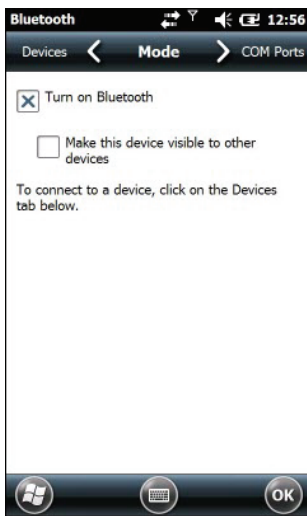 Bluetooth 12:56
Devices Mode COM Ports
Turn on Bluetooth
Make this device visible to other
devices
To connect to a device, click on the Devices
tab below.
OK